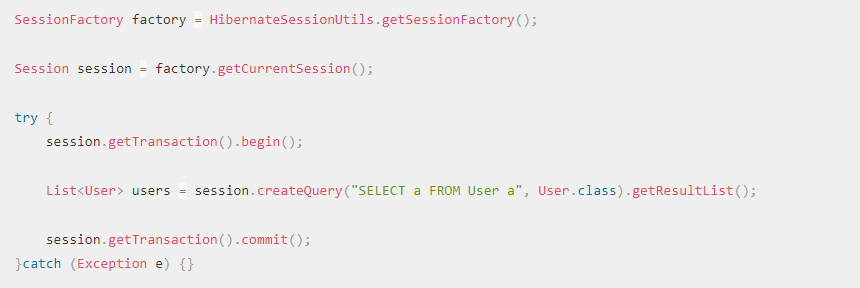 SessionFactory factory = HibernateSessionUtils.getSessionFactory();
Session session = factory.getCurrentSession();
try {
session.getTransaction().begin();
List<User> users = session.createQuery("SELECT a FROM User a", User.class).getResultList();
session.getTransaction().commit();
}catch (Exception e) {}